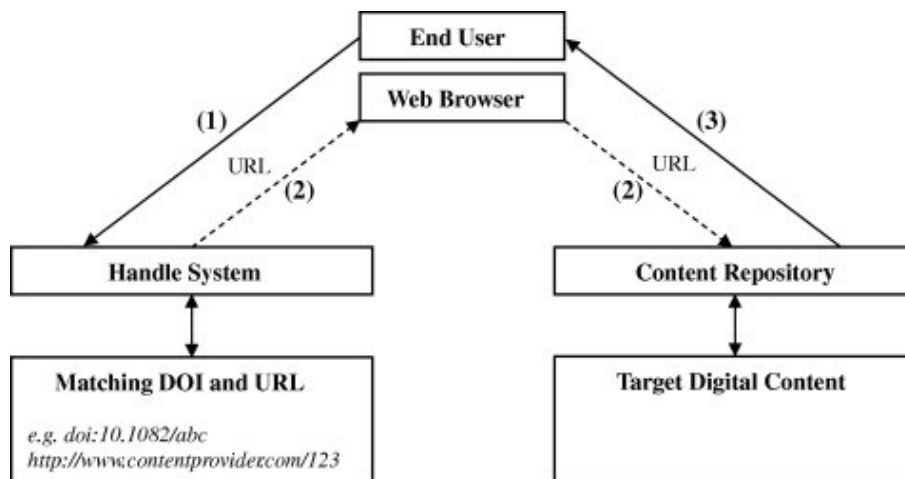 End User
Web Browser
(1)
(3)
URL
URL
(2)
(2)
Handle System
Content Repository
Matching DOI and URL
Target Digital Content
e.g. doi:10.1082/abc
http://www.contentprovider.com/123